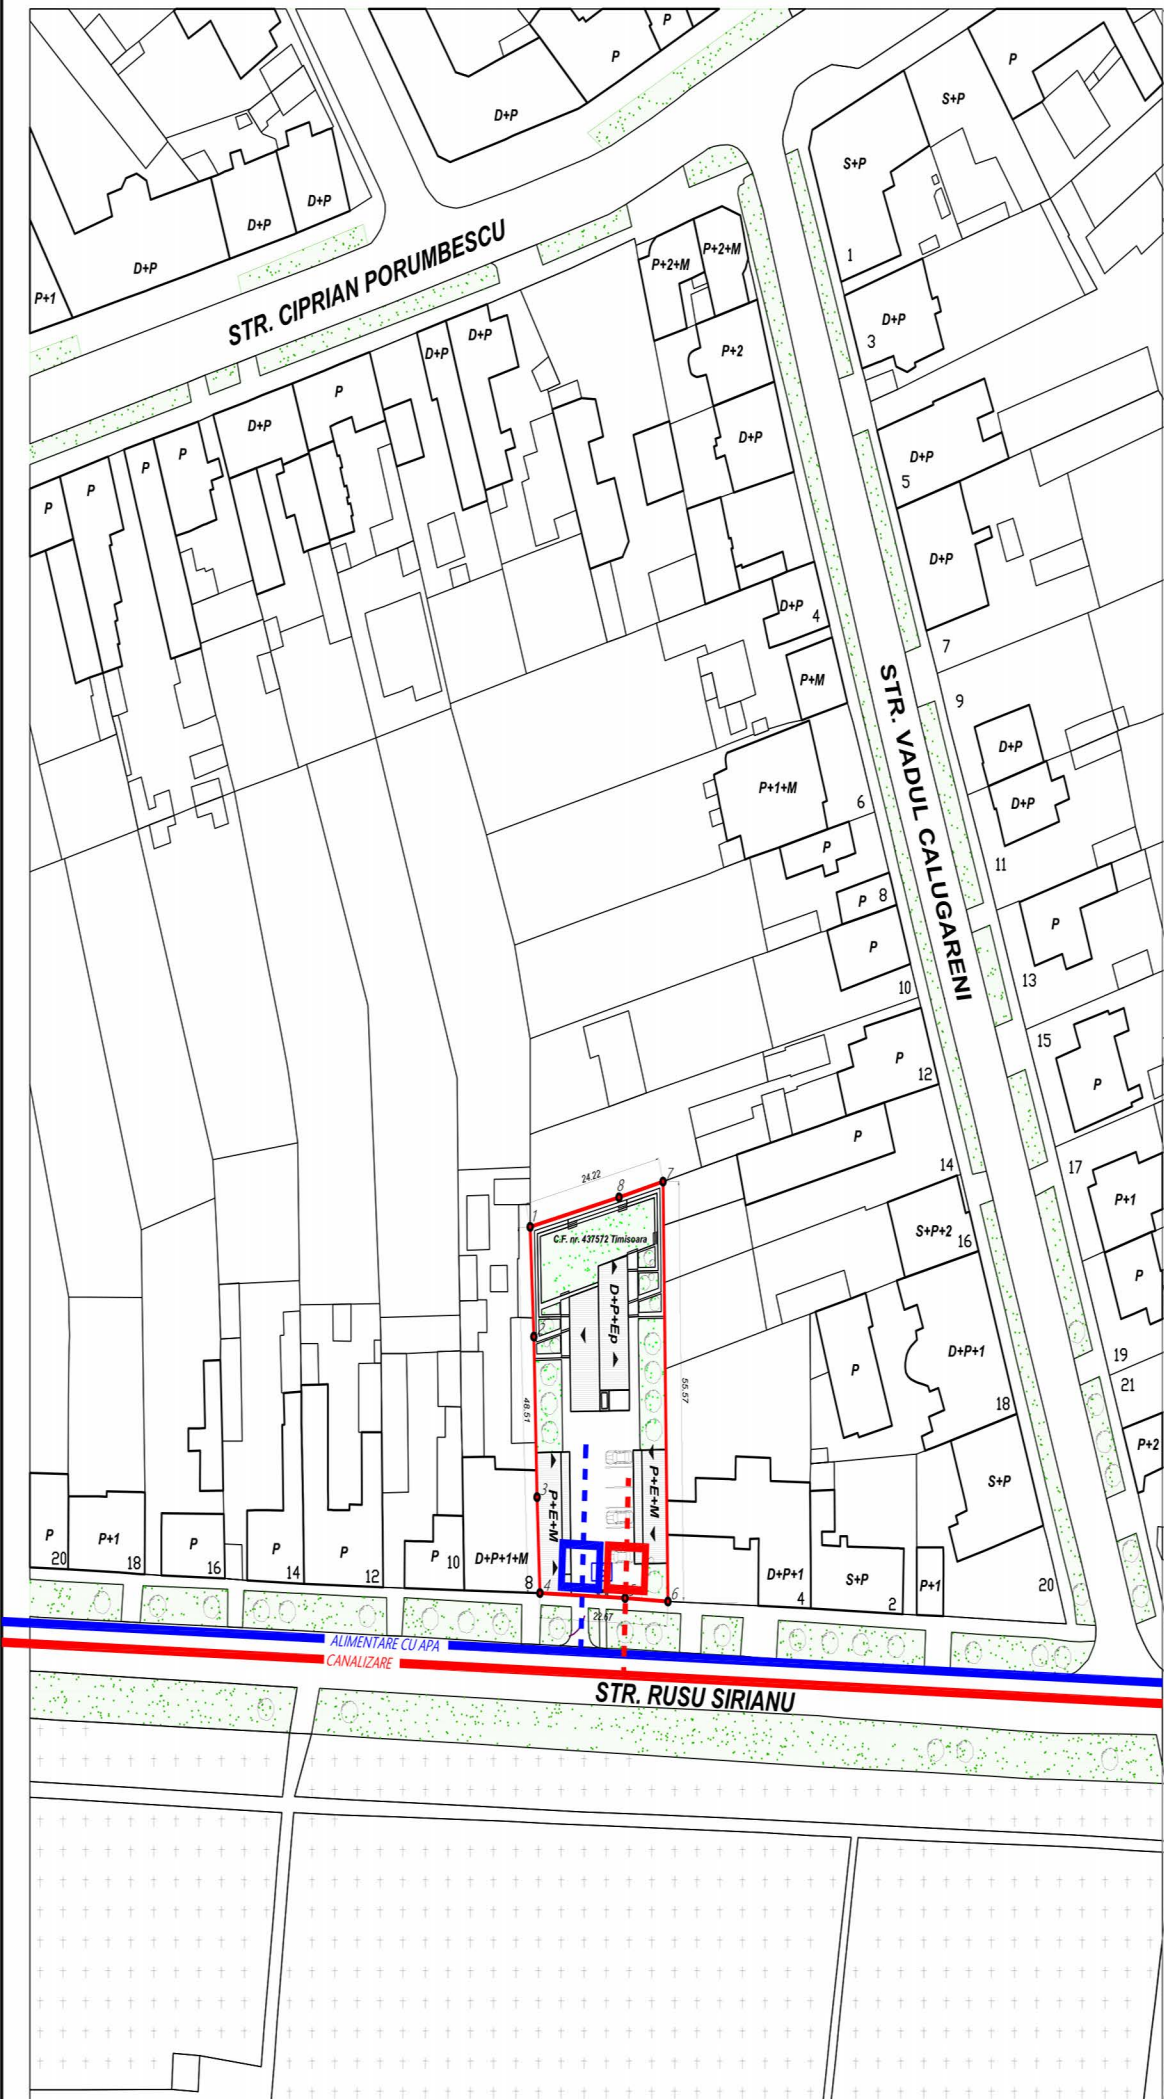 P
P
D+P
S+P
P
S+P
D+P
D+P
D+P
P+1
1
STR. CIPRIAN PORUMBESCU
P+2+M
P+2+M
D+P
3
P+2
D+P
D+P
P
D+P
D+P
D+P
5
P
P
P
P
D+P
7
D+P
4
P+M
STR. VADUL CALUGARENI
9
D+P
D+P
P+1+M
6
P
11
P
8
P
10
P
13
15
P
P
12
P
14
17
P+1
24.22
8
7
1
C.F. nr. 437572 Timisoara
S+P+2
16
P
D+P+Ep
2
D+P+1
P
19
21
18
55.57
48.51
P+2
S+P
3
P+E+M
P+E+M
P
20
P+1
18
P
16
P
14
P
12
P
10
D+P+1+M
8
4
6
D+P+1
4
S+P
2
P+1
20
22.67
ALIMENTARE CU APA
CANALIZARE
STR. RUSU SIRIANU